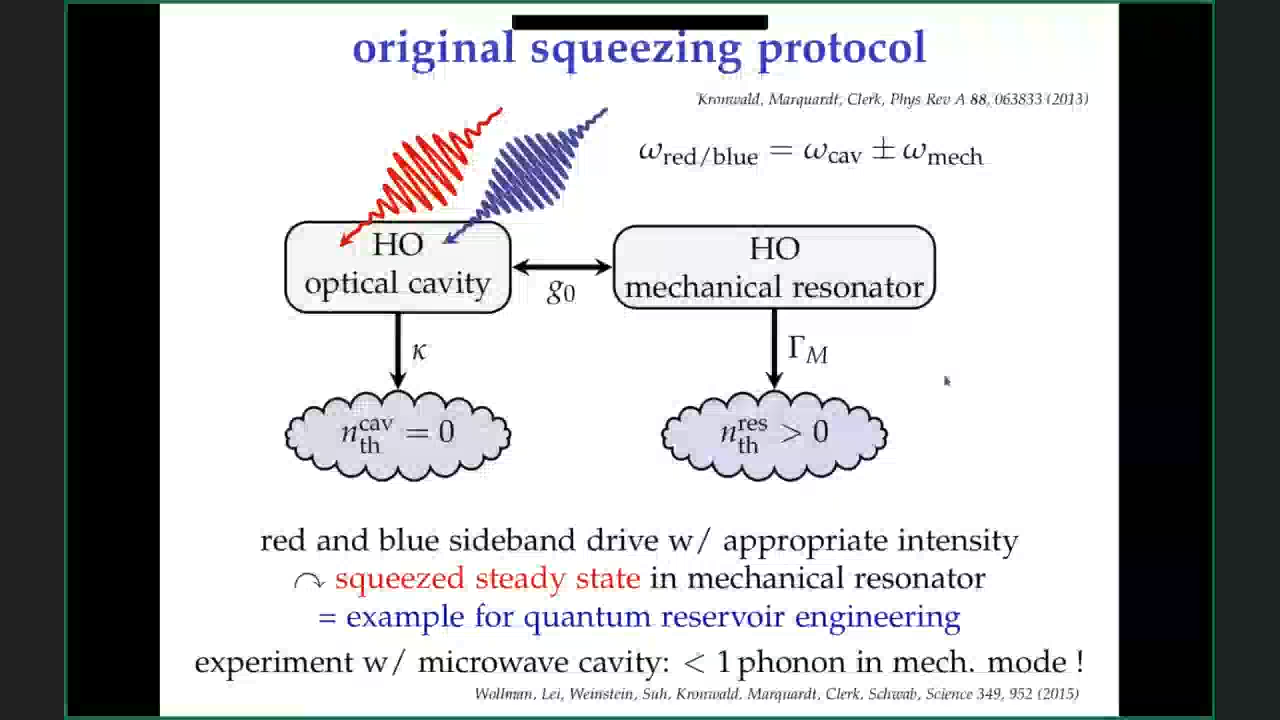 original squeezing protocol
Kronwald, Marquardt, Clerk, Phys Rev A 88, 063833 (2013)
ω_red/blue = ω_cav ± ω_mech
HO
optical cavity
g_0
HO
mechanical resonator
κ
Γ_M
n_th^cav = 0
n_th^res > 0
red and blue sideband drive w/ appropriate intensity
↷ squeezed steady state in mechanical resonator
= example for quantum reservoir engineering
experiment w/ microwave cavity: < 1 phonon in mech. mode !
Wollman, Lei, Weinstein, Suh, Kronwald, Marquardt, Clerk, Schwab, Science 349, 952 (2015)